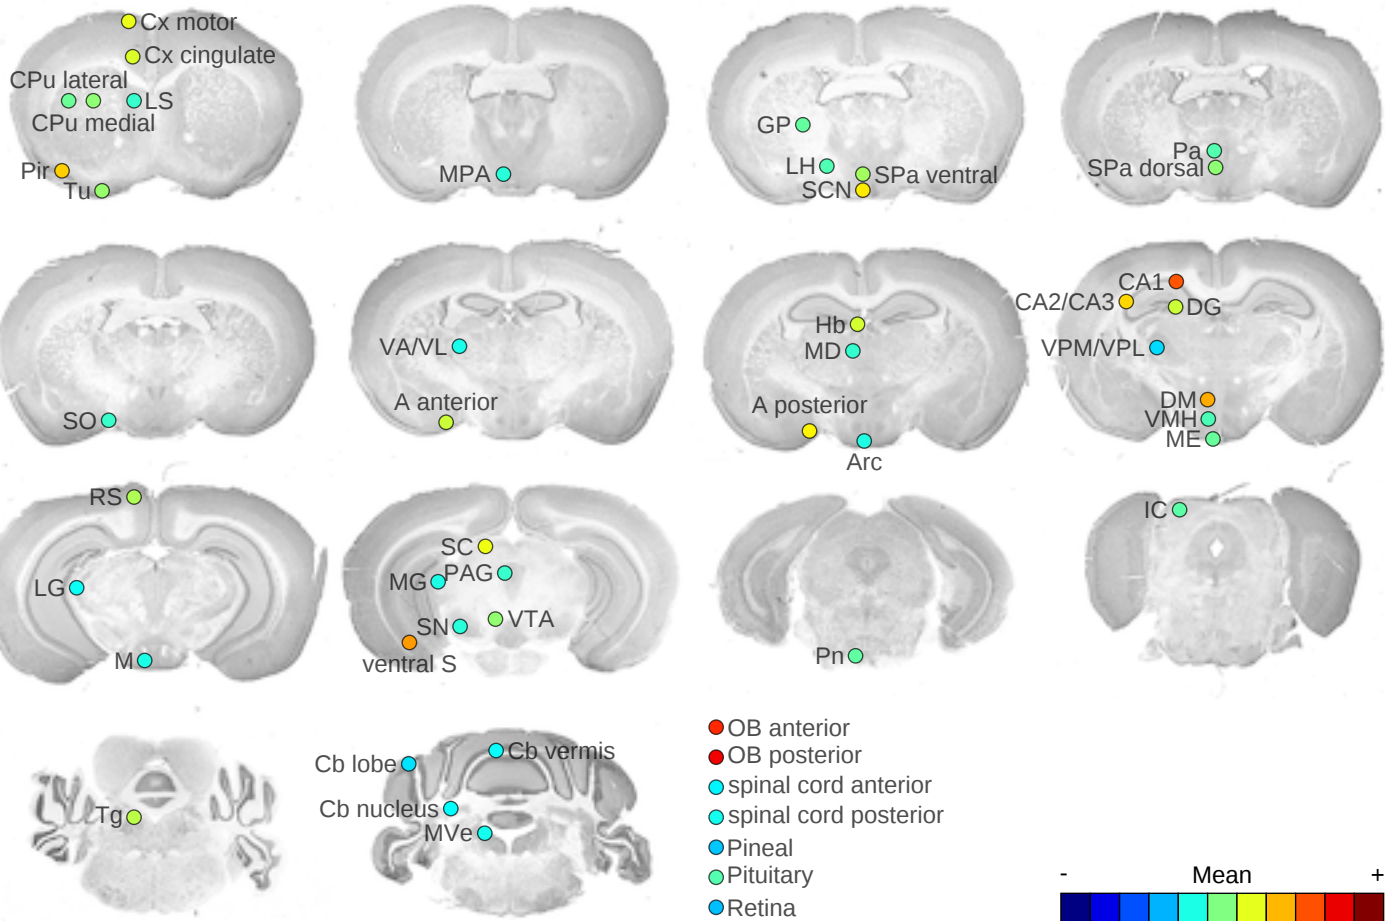 Cx motor
Cx cingulate
CPu lateral
LS
CPu medial
Pir
Tu
MPA
GP
LH
SPa ventral
SCN
Pa
SPa dorsal
SO
VA/VL
A anterior
Hb
MD
A posterior
Arc
CA1
CA2/CA3
DG
VPM/VPL
DM
VMH
ME
RS
LG
M
SC
MG
PAG
SN
VTA
ventral S
Pn
IC
Tg
Cb lobe
Cb vermis
Cb nucleus
MVe
OB anterior
OB posterior
spinal cord anterior
spinal cord posterior
Pineal
Pituitary
Retina
- Mean +